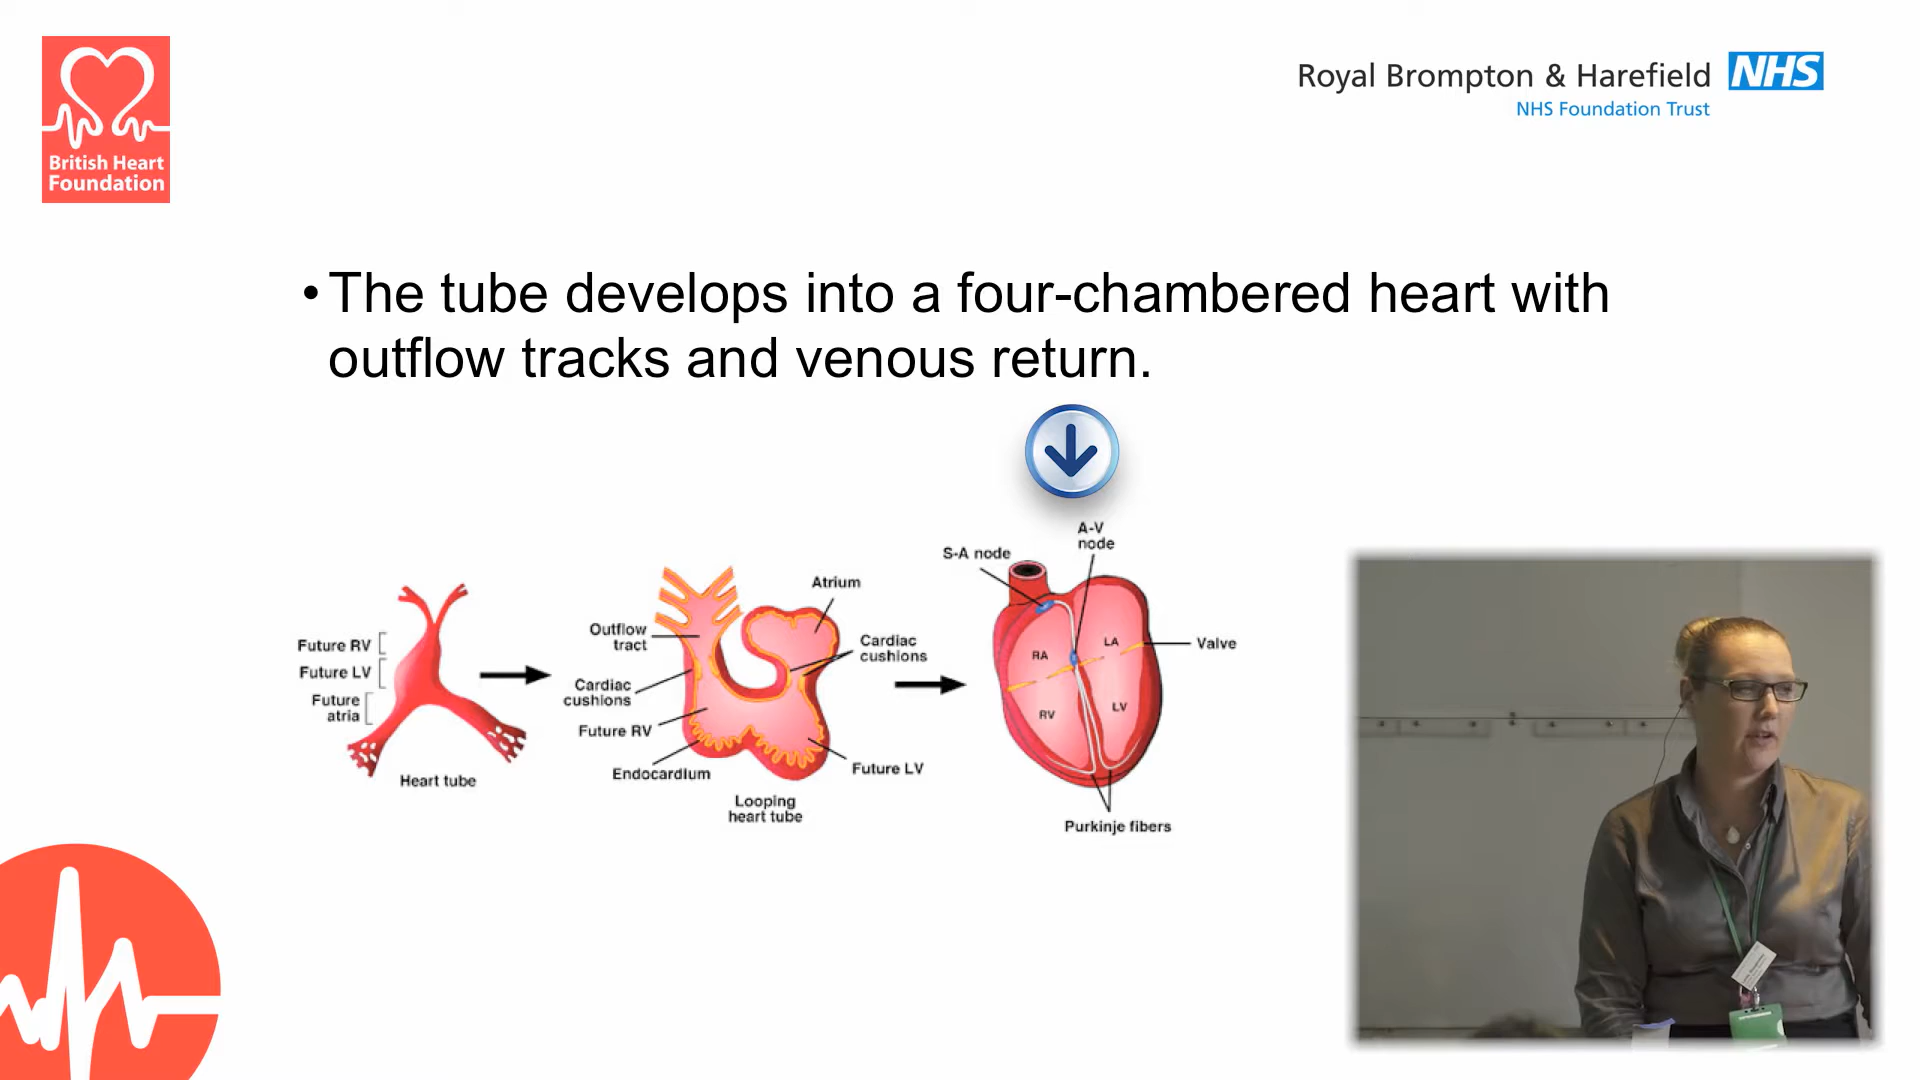 British Heart
Foundation
Royal Brompton & Harefield NHS
NHS Foundation Trust
•The tube develops into a four-chambered heart with
outflow tracks and venous return.
Future RV
Future LV
Future
atria
Heart tube
Outflow
tract
Cardiac
cushions
Future RV
Endocardium
Looping
heart tube
Atrium
Cardiac
cushions
Future LV
S-A node
A-V
node
RA
LA
RV
LV
Valve
Purkinje fibers